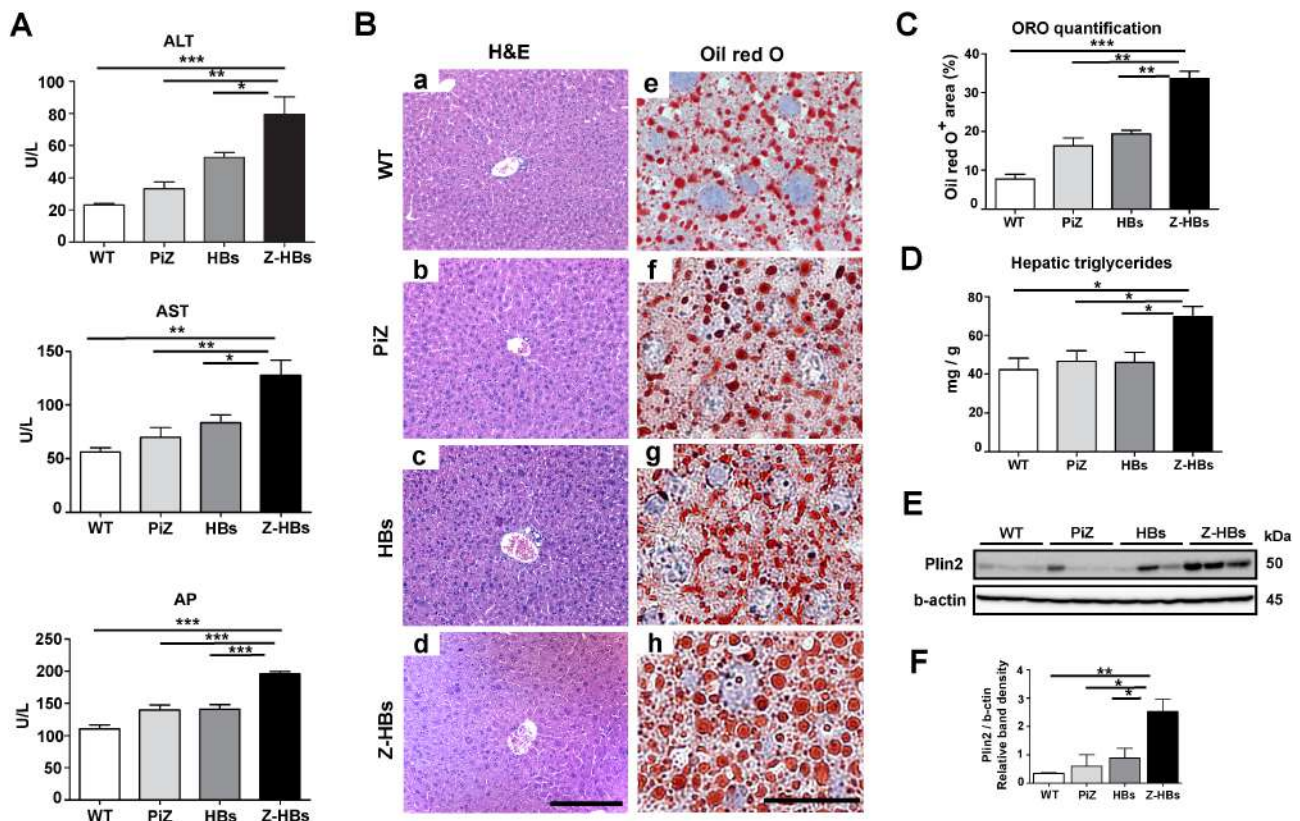 A
ALT
***
**
*
100
80
60
40
20
0
U/L
WT PiZ HBs Z-HBs
AST
**
**
*
150
100
50
0
U/L
WT PiZ HBs Z-HBs
AP
***
***
***
250
200
150
100
50
0
U/L
WT PiZ HBs Z-HBs
B
H&E Oil red O
a e
WT
b f
PiZ
c g
HBs
d h
Z-HBs
C
ORO quantification
***
**
**
40
30
20
10
0
Oil red O+ area (%)
WT PiZ HBs Z-HBs
D
Hepatic triglycerides
*
*
*
80
60
40
20
0
mg / g
WT PiZ HBs Z-HBs
E
WT PiZ HBs Z-HBs kDa
Plin2 50
b-actin 45
F
**
*
*
4
3
2
1
0
Plin2 / b-ctin
Relative band density
WT PiZ HBs Z-HBs